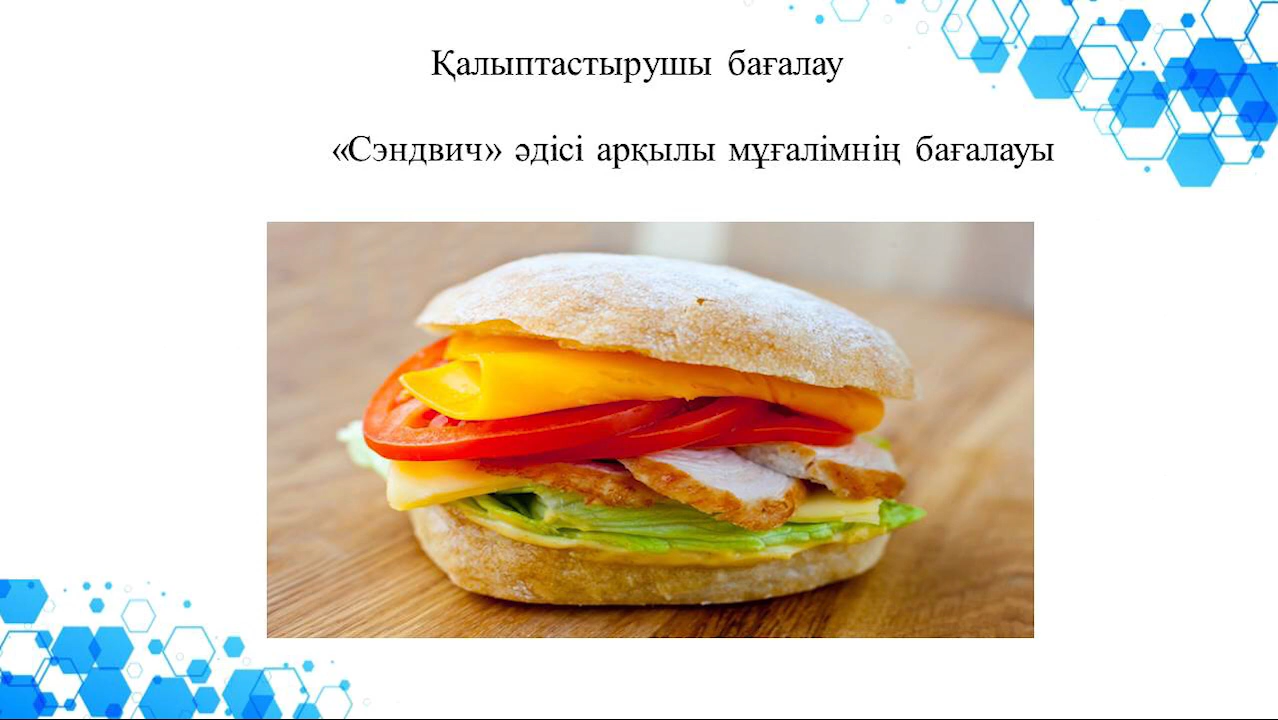 Қалыптастырушы бағалау
«Сэндвич» әдісі арқылы мұғалімнің бағалауы